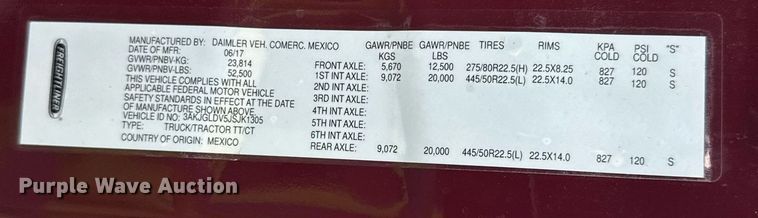 FREIGHTLINER
MANUFACTURED BY: DAIMLER VEH. COMERC. MEXICO
DATE OF MFR: 06/17
GVWR/PNBV-KG: 23,814
GVWR/PNBV-LBS: 52,500
THIS VEHICLE COMPLIES WITH ALL
APPLICABLE FEDERAL MOTOR VEHICLE
SAFETY STANDARDS IN EFFECT AT THE DATE
OF MANUFACTURE SHOWN ABOVE.
VEHICLE ID NO: 3AKJGLDV5JSJK1305
TYPE: TRUCK/TRACTOR TT/CT
COUNTRY OF ORIGIN: MEXICO
GAWR/PNBE KGS GAWR/PNBE LBS TIRES RIMS KPA COLD PSI COLD "S"
FRONT AXLE: 5,670 12,500 275/80R22.5(H) 22.5X8.25 827 120 S
1ST INT AXLE: 9,072 20,000 445/50R22.5(L) 22.5X14.0 827 120 S
2ND INT AXLE:
3RD INT AXLE:
4TH INT AXLE:
5TH INT AXLE:
6TH INT AXLE:
REAR AXLE: 9,072 20,000 445/50R22.5(L) 22.5X14.0 827 120 S
Purple Wave Auction